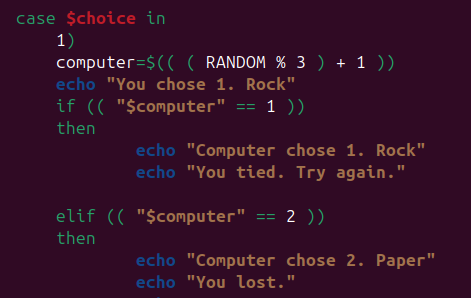 case $choice in
1)
computer=$(( ( RANDOM % 3 ) + 1 ))
echo "You chose 1. Rock"
if (( "$computer" == 1 ))
then
echo "Computer chose 1. Rock"
echo "You tied. Try again."
elif (( "$computer" == 2 ))
then
echo "Computer chose 2. Paper"
echo "You lost."